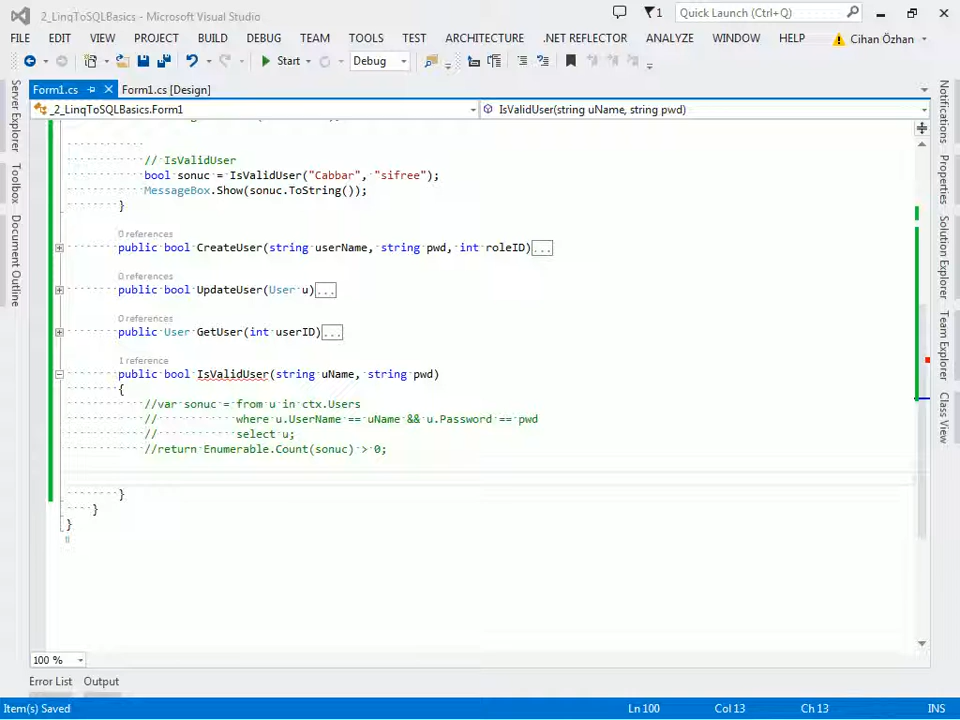 2_LinqToSQLBasics - Microsoft Visual Studio
1
Quick Launch (Ctrl+Q)
FILE EDIT VIEW PROJECT BUILD DEBUG TEAM TOOLS TEST ARCHITECTURE .NET REFLECTOR ANALYZE WINDOW HELP Cihan Özhan
Start Debug
Form1.cs Form1.cs [Design]
_2_LinqToSQLBasics.Form1 IsValidUser(string uName, string pwd)
Server Explorer
Toolbox
Document Outline
// IsValidUser
bool sonuc = IsValidUser("Cabbar", "sifree");
MessageBox.Show(sonuc.ToString());
}
0 references
public bool CreateUser(string userName, string pwd, int roleID)...
0 references
public bool UpdateUser(User u)...
0 references
public User GetUser(int userID)...
1 reference
public bool IsValidUser(string uName, string pwd)
{
//var sonuc = from u in ctx.Users
// where u.UserName == uName && u.Password == pwd
// select u;
//return Enumerable.Count(sonuc) > 0;
}
}
}
Notifications
Properties
Solution Explorer
Team Explorer
Class View
100 %
Error List Output
Item(s) Saved Ln 100 Col 13 Ch 13 INS